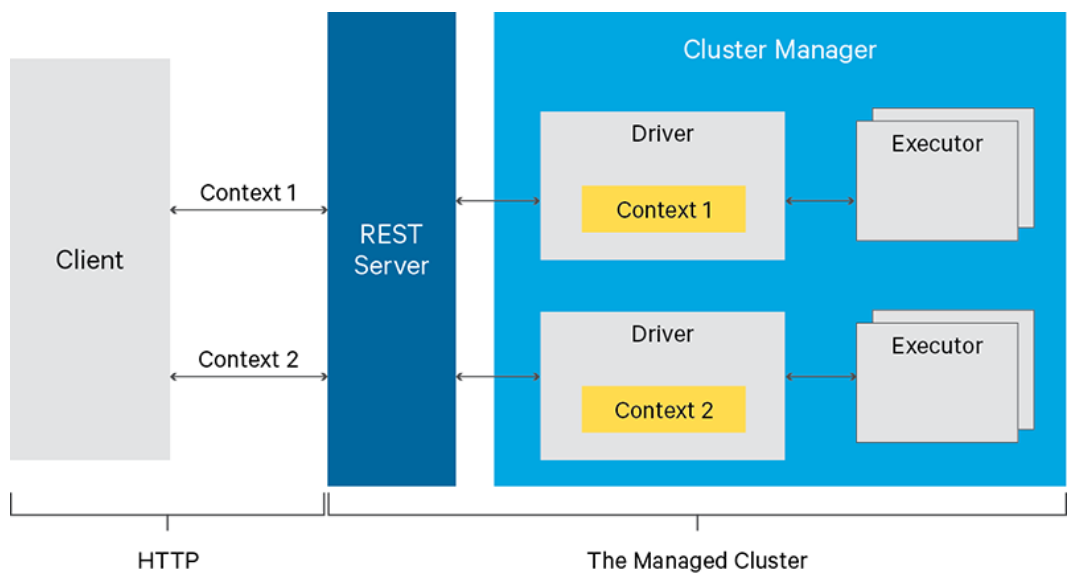 Cluster Manager
Client
Context 1
Context 2
REST
Server
Driver
Context 1
Executor
Driver
Context 2
Executor
HTTP
The Managed Cluster